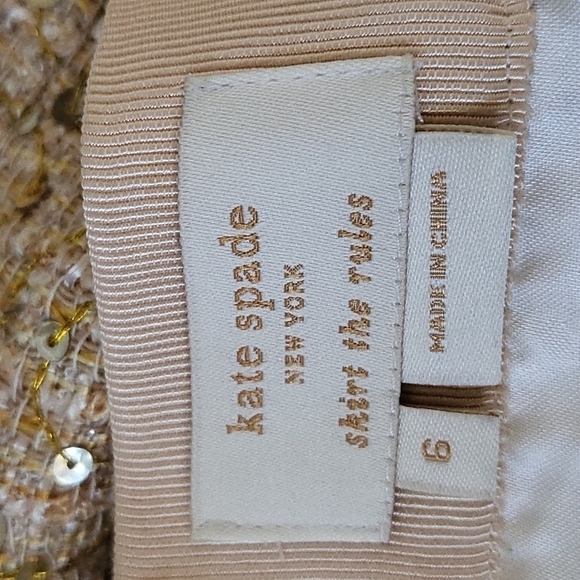 kate spade
NEW YORK
skirt the rules
MADE IN CHINA
6